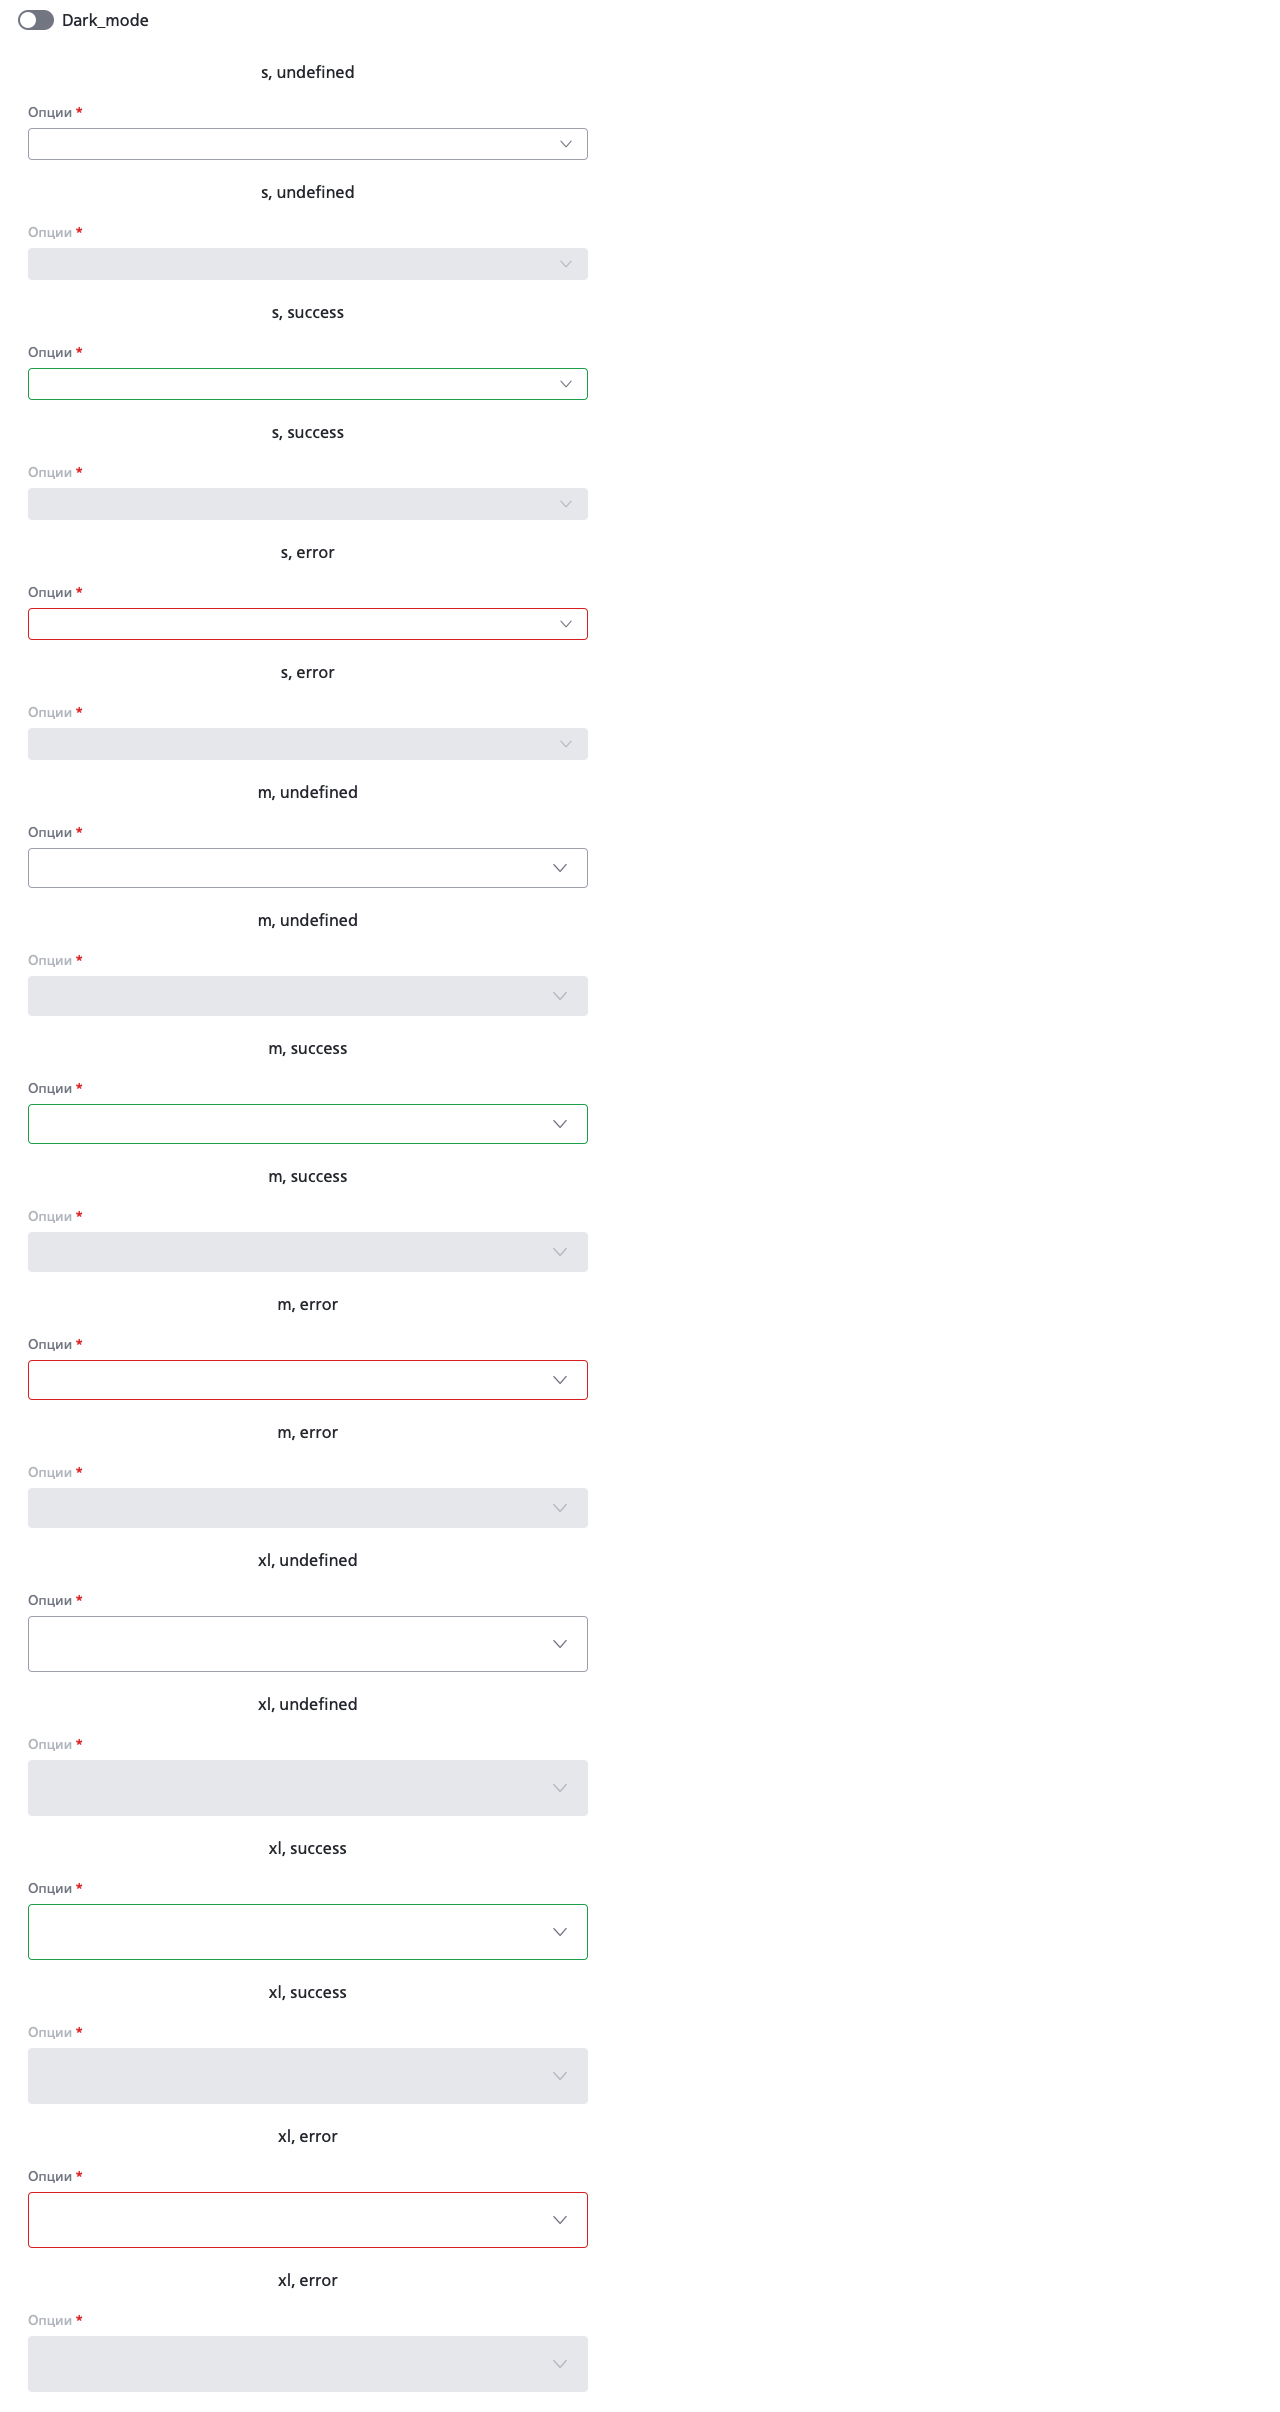 Dark_mode
s, undefined
Опции *
s, undefined
Опции *
s, success
Опции *
s, success
Опции *
s, error
Опции *
s, error
Опции *
m, undefined
Опции *
m, undefined
Опции *
m, success
Опции *
m, success
Опции *
m, error
Опции *
m, error
Опции *
xl, undefined
Опции *
xl, undefined
Опции *
xl, success
Опции *
xl, success
Опции *
xl, error
Опции *
xl, error
Опции *